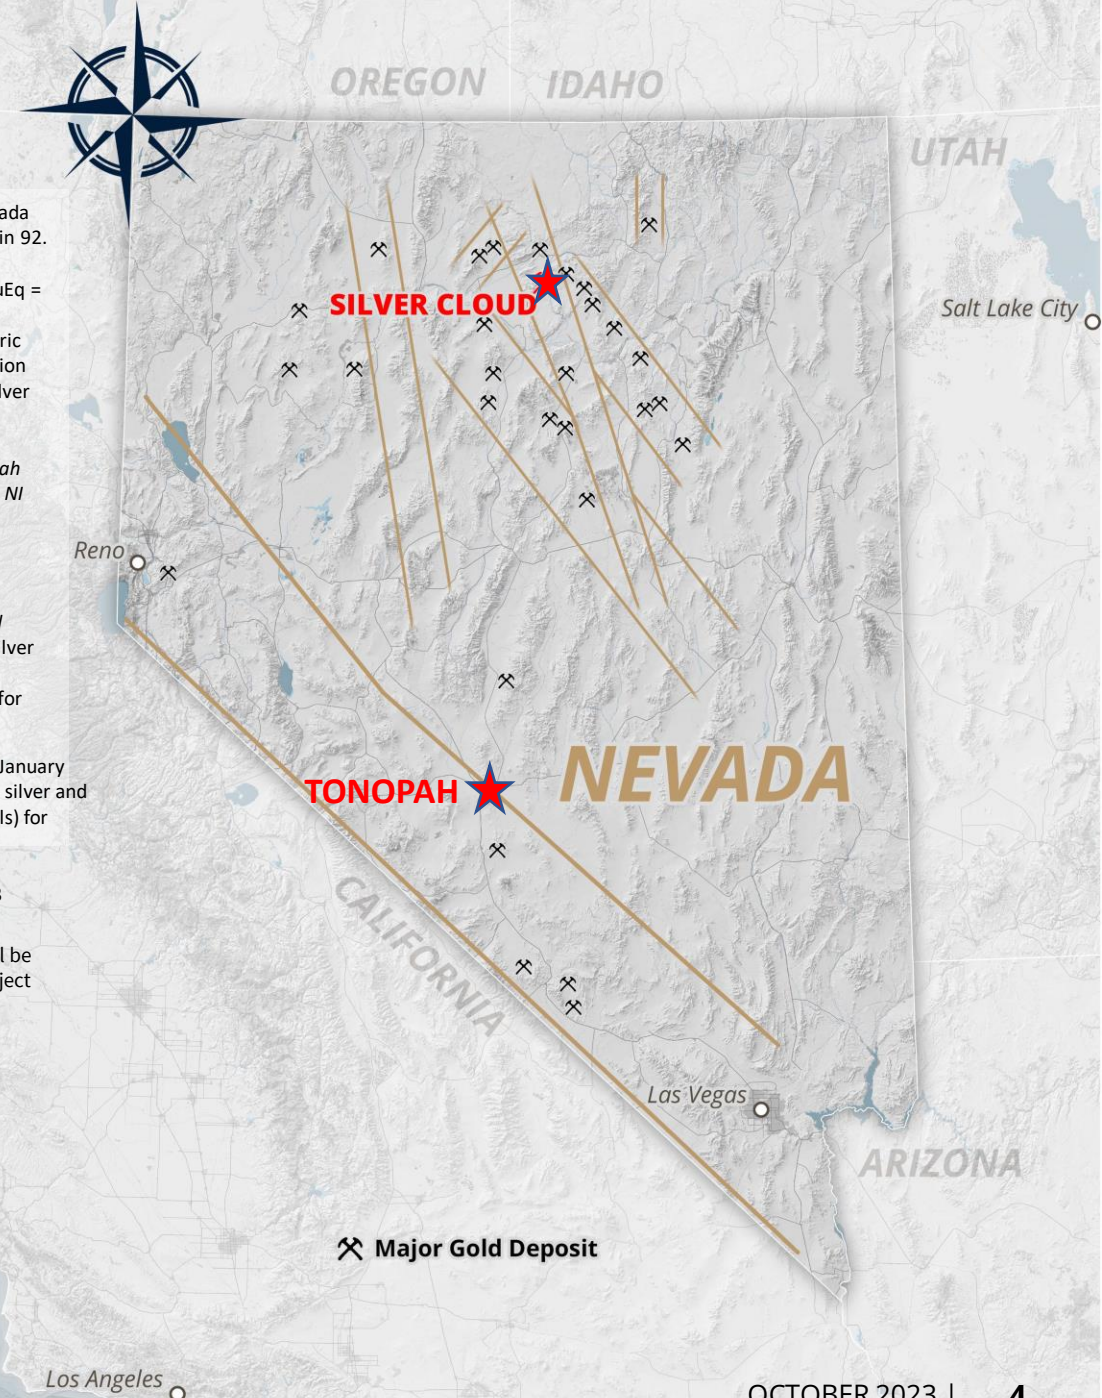 OREGON
IDAHO
UTAH
ada
in 92.
Eq =
Salt Lake City
SILVER CLOUD
ric
ion
lver
ah
NI
Reno
lver
for
January
silver and
ls) for
NEVADA
TONOPAH
CALIFORNIA
l be
ject
Las Vegas
ARIZONA
Major Gold Deposit
Los Angeles
OCTOBER 2023 | 4